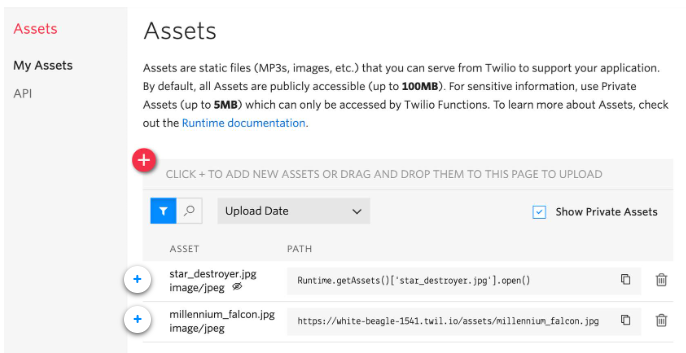 Assets
My Assets
API
Assets
Assets are static files (MP3s, images, etc.) that you can serve from Twilio to support your application.
By default, all Assets are publicly accessible (up to 100MB). For sensitive information, use Private
Assets (up to 5MB) which can only be accessed by Twilio Functions. To learn more about Assets, check
out the Runtime documentation.
CLICK + TO ADD NEW ASSETS OR DRAG AND DROP THEM TO THIS PAGE TO UPLOAD
Upload Date
Show Private Assets
ASSET PATH
star_destroyer.jpg
image/jpeg
Runtime.getAssets()['star_destroyer.jpg'].open()
millennium_falcon.jpg
image/jpeg
https://white-beagle-1541.twil.io/assets/millennium_falcon.jpg